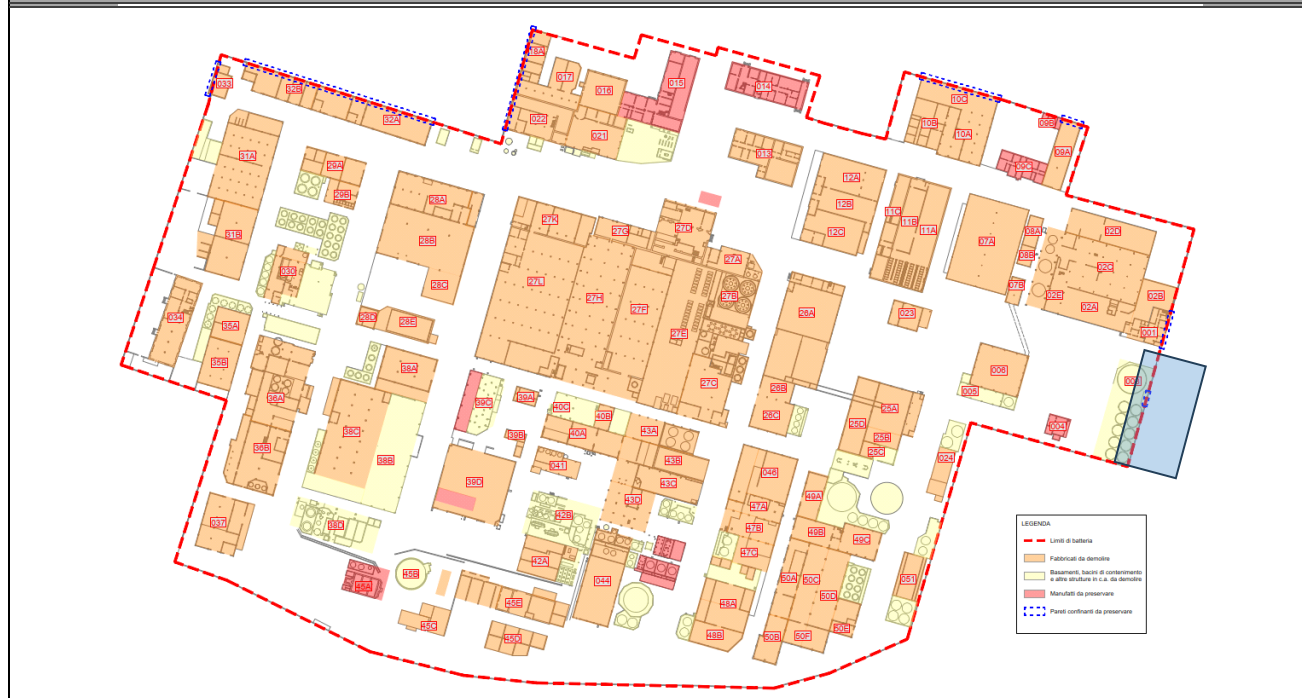 18A
017
016
015
014
033
32B
32A
022
021
10C
10B
10A
09B
09A
09C
013
31A
29A
29B
28A
28B
28C
12A
12B
12C
11C
11B
11A
07A
08A
08B
07B
02D
02C
02E
02A
02B
001
31B
030
27K
27G
27D
27A
27B
27L
27H
27F
27E
27C
26A
023
034
35A
35B
28D
28E
38A
36A
36B
38C
38B
39C
39A
39B
39D
40C
40B
40A
43A
43B
43C
43D
041
26B
26C
25A
25D
25B
25C
006
005
004
024
046
47A
47B
47C
49A
49B
49C
037
38D
42B
42A
044
45A
45B
45C
45E
45D
48A
48B
50A
50C
50D
50E
50B
50F
051
LEGENDA
Limiti di batteria
Fabbricati da demolire
Basamenti, bacini di contenimento
e altre strutture in c.a. da demolire
Manufatti da preservare
Pareti confinanti da preservare